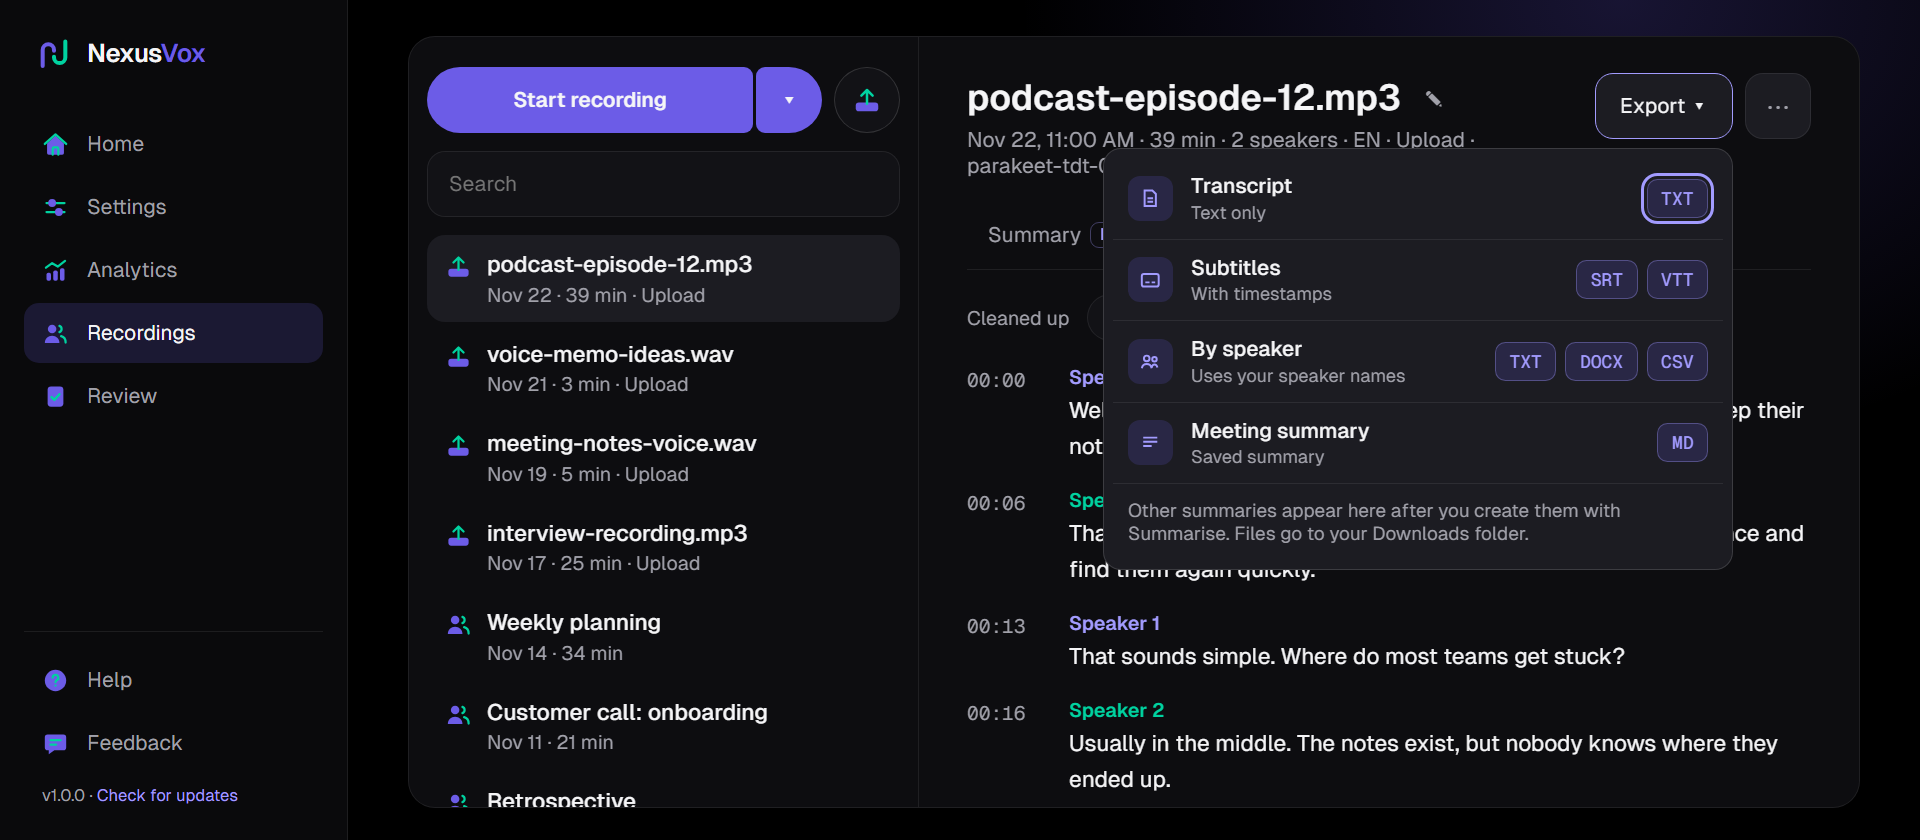 NexusVox
Home
Settings
Analytics
Recordings
Review
Help
Feedback
v1.0.0 · Check for updates
Start recording
Search
podcast-episode-12.mp3
Nov 22 · 39 min · Upload
voice-memo-ideas.wav
Nov 21 · 3 min · Upload
meeting-notes-voice.wav
Nov 19 · 5 min · Upload
interview-recording.mp3
Nov 17 · 25 min · Upload
Weekly planning
Nov 14 · 34 min
Customer call: onboarding
Nov 11 · 21 min
Retrospective
podcast-episode-12.mp3
Export
Nov 22, 11:00 AM · 39 min · 2 speakers · EN · Upload ·
parakeet-tdt-
Summary
Transcript TXT
Text only
Subtitles SRT VTT
With timestamps
By speaker TXT DOCX CSV
Uses your speaker names
Meeting summary MD
Saved summary
Other summaries appear here after you create them with
Summarise. Files go to your Downloads folder.
Cleaned up
00:00
their
00:06
and
find them again quickly.
00:13 Speaker 1
That sounds simple. Where do most teams get stuck?
00:16 Speaker 2
Usually in the middle. The notes exist, but nobody knows where they
ended up.